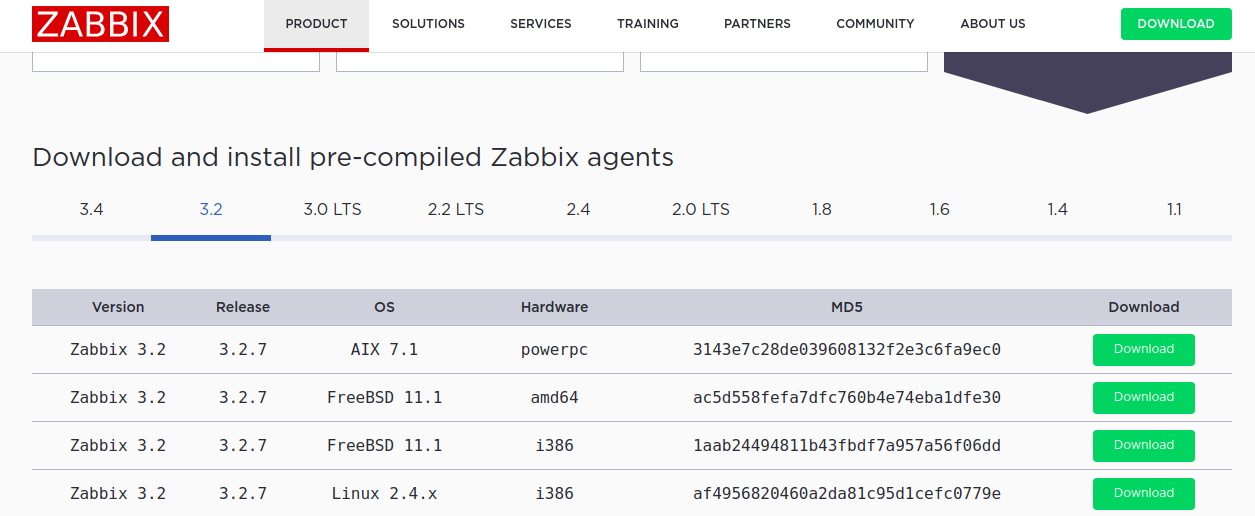 ZABBIX PRODUCT SOLUTIONS SERVICES TRAINING PARTNERS COMMUNITY ABOUT US DOWNLOAD
Download and install pre-compiled Zabbix agents
3.4 3.2 3.0 LTS 2.2 LTS 2.4 2.0 LTS 1.8 1.6 1.4 1.1
Version Release OS Hardware MD5 Download
Zabbix 3.2 3.2.7 AIX 7.1 powerpc 3143e7c28de039608132f2e3c6fa9ec0 Download
Zabbix 3.2 3.2.7 FreeBSD 11.1 amd64 ac5d558fefa7dfc760b4e74eba1dfe30 Download
Zabbix 3.2 3.2.7 FreeBSD 11.1 i386 1aab24494811b43fbdf7a957a56f06dd Download
Zabbix 3.2 3.2.7 Linux 2.4.x i386 af4956820460a2da81c95d1cefc0779e Download